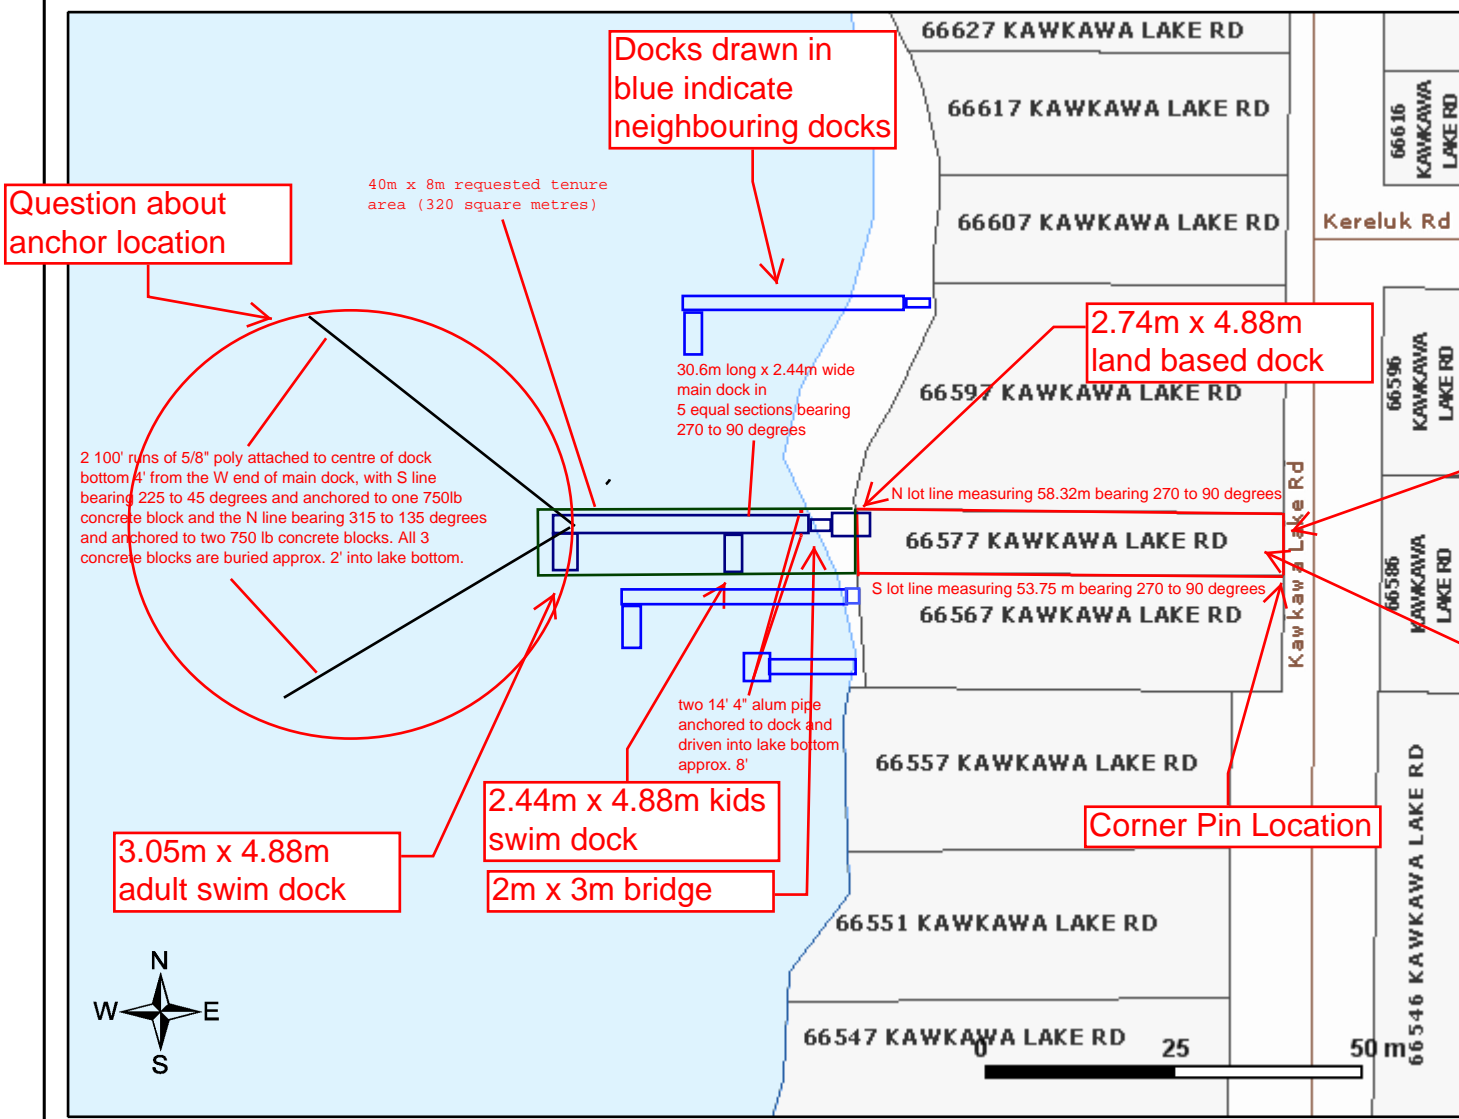 66627 KAWKAWA LAKE RD
Docks drawn in
blue indicate
neighbouring docks
66617 KAWKAWA LAKE RD
66616
KAWKAWA
LAKE RD
40m x 8m requested tenure
area (320 square metres)
Question about
anchor location
66607 KAWKAWA LAKE RD
Kereluk Rd
2.74m x 4.88m
land based dock
30.6m long x 2.44m wide
main dock in
5 equal sections bearing
270 to 90 degrees
66597 KAWKAWA LAKE RD
66596
KAWKAWA
LAKE RD
2 100' runs of 5/8" poly attached to centre of dock
bottom 4' from the W end of main dock, with S line
bearing 225 to 45 degrees and anchored to one 750lb
concrete block and the N line bearing 315 to 135 degrees
and anchored to two 750 lb concrete blocks. All 3
concrete blocks are buried approx. 2' into lake bottom.
N lot line measuring 58.32m bearing 270 to 90 degrees
66577 KAWKAWA LAKE RD
S lot line measuring 53.75 m bearing 270 to 90 degrees
66567 KAWKAWA LAKE RD
Kawkawa Lake Rd
66586
KAWKAWA
LAKE RD
two 14' 4" alum pipe
anchored to dock and
driven into lake bottom
approx. 8'
66557 KAWKAWA LAKE RD
2.44m x 4.88m kids
swim dock
Corner Pin Location
3.05m x 4.88m
adult swim dock
2m x 3m bridge
66551 KAWKAWA LAKE RD
66546 KAWKAWA LAKE RD
N
W E
S
66547 KAWKAWA LAKE RD
0 25 50 m